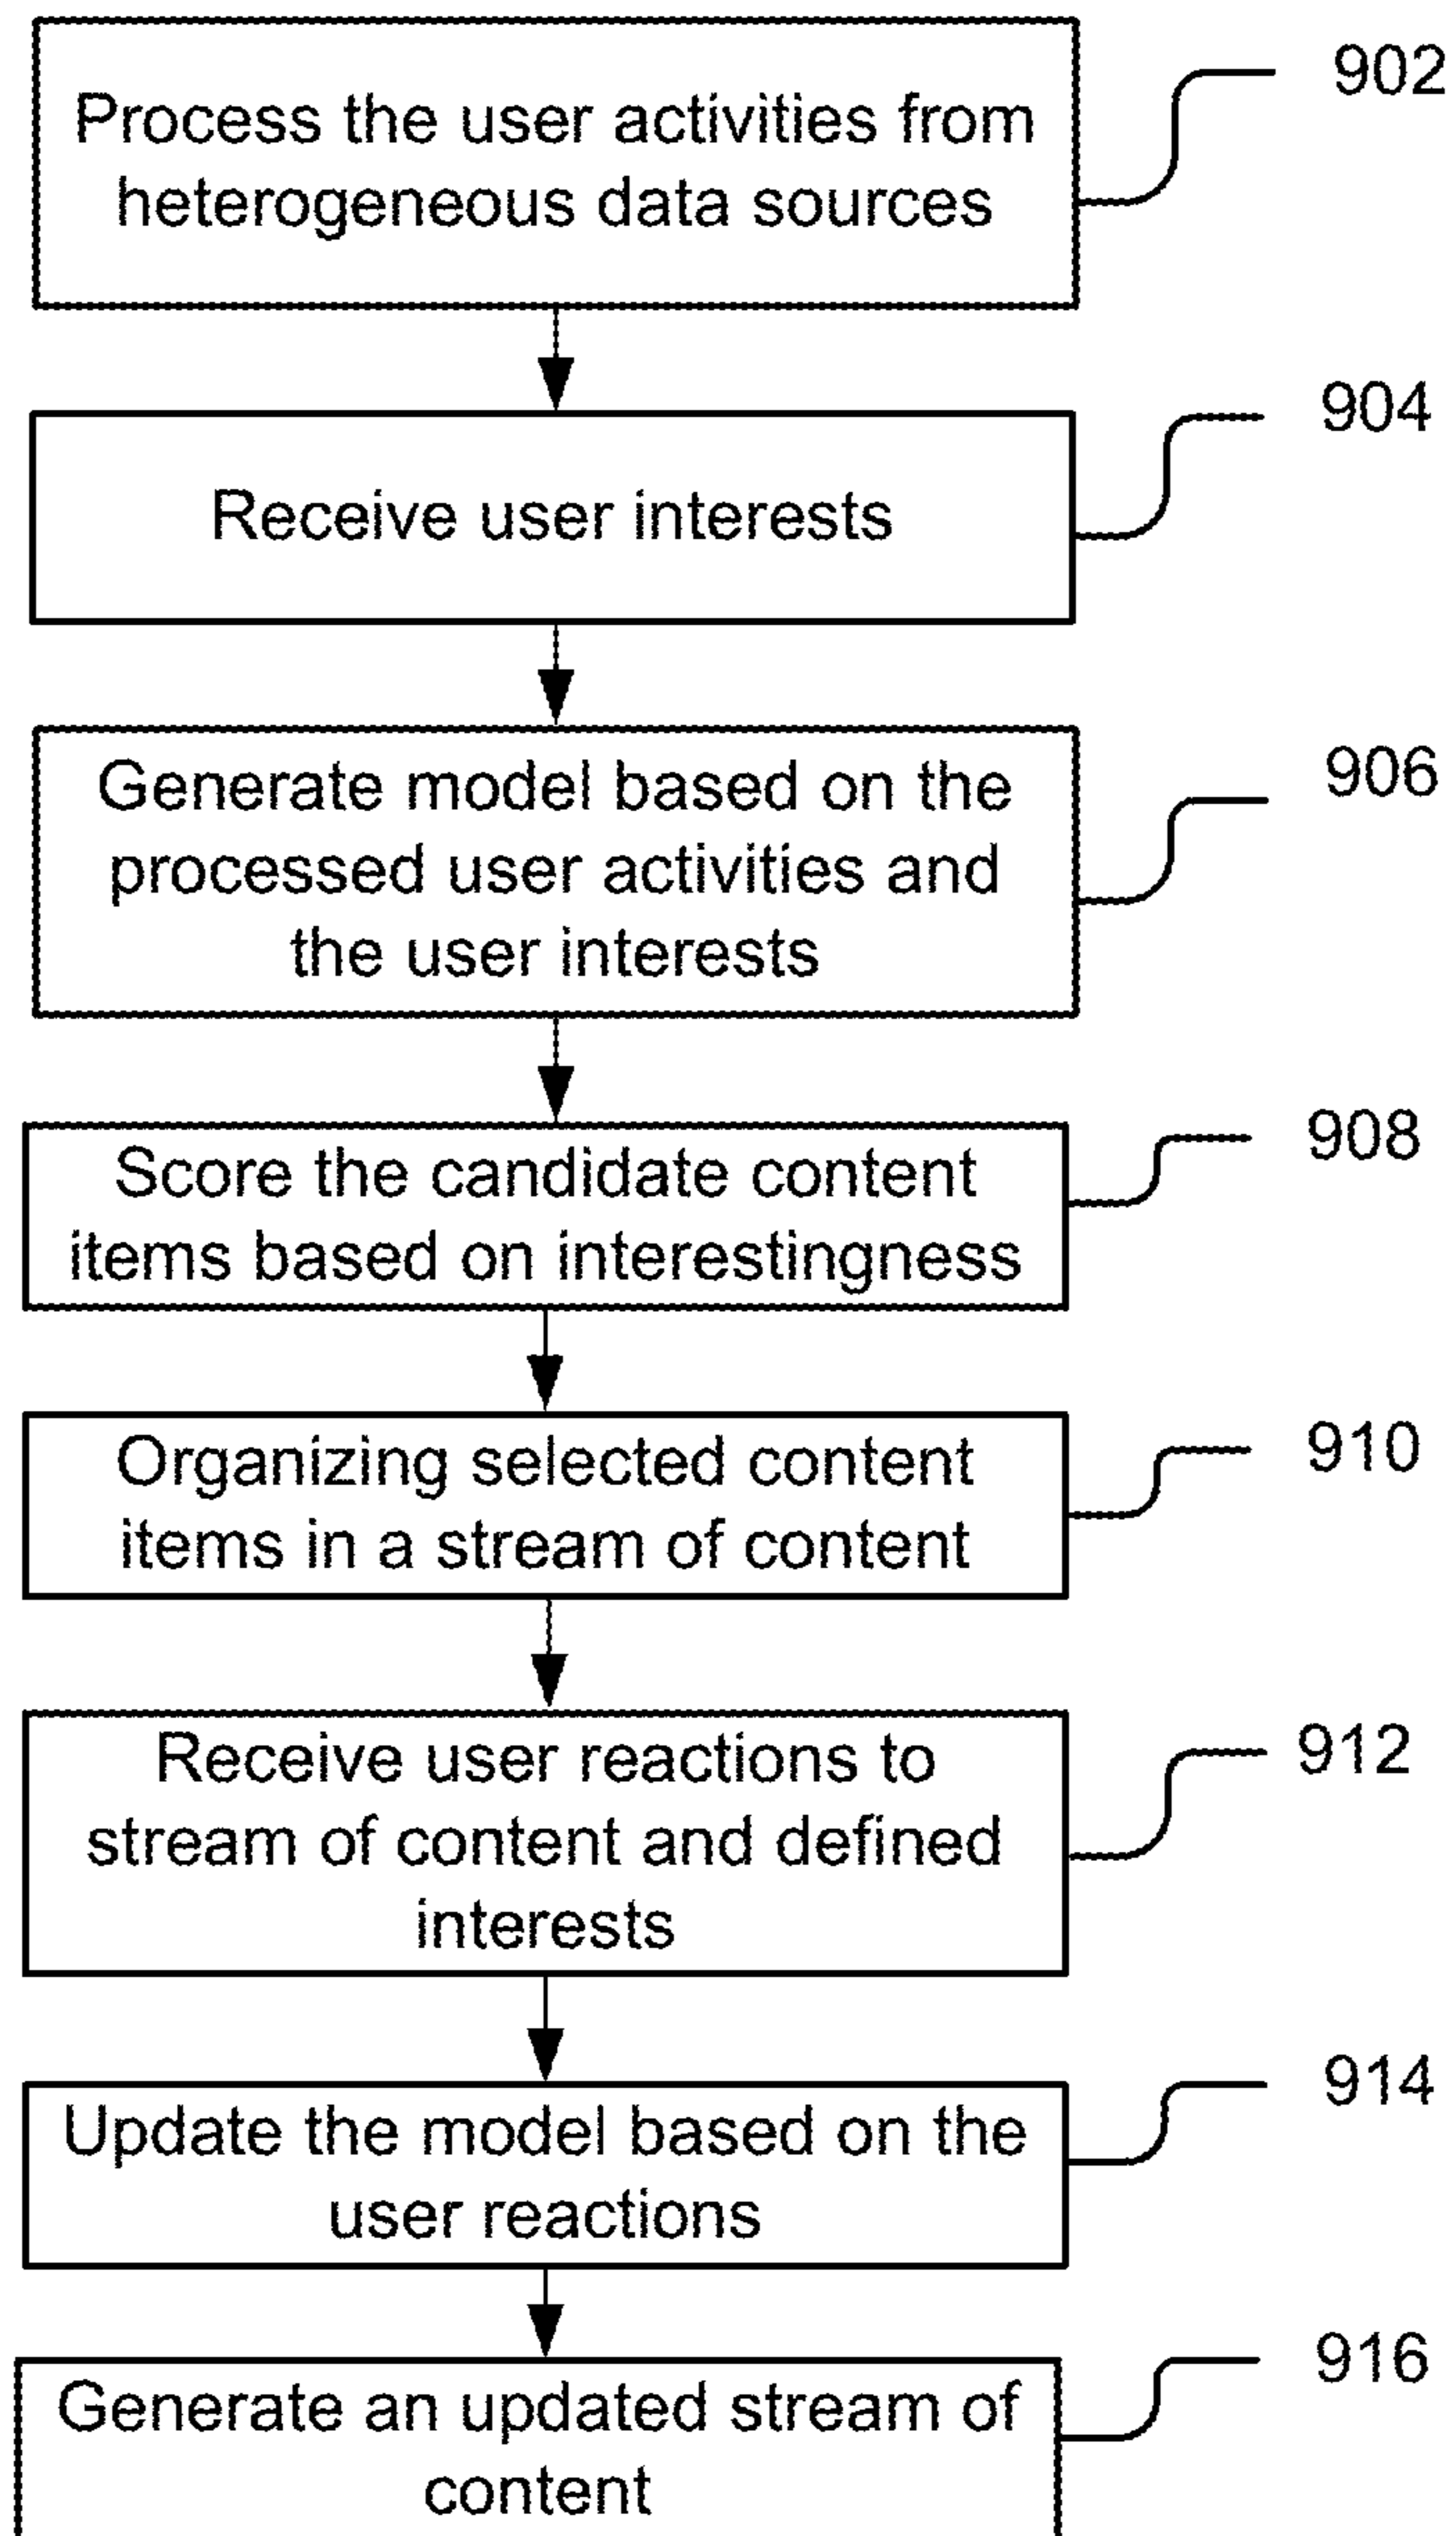 902
Process the user activities from
heterogeneous data sources
904
Receive user interests
906
Generate model based on the
processed user activities and
the user interests
908
Score the candidate content
items based on interestingness
910
Organizing selected content
items in a stream of content
912
Receive user reactions to
stream of content and defined
interests
914
Update the model based on the
user reactions
916
Generate an updated stream of
content